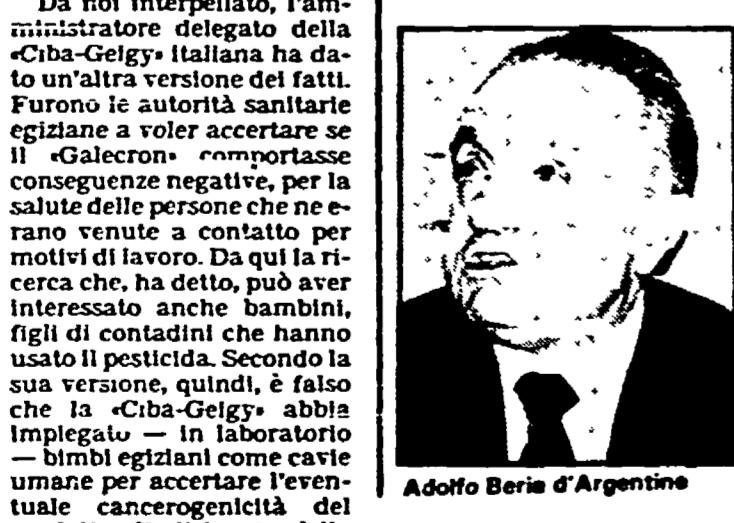 Da noi interpellato, l'am-
ministratore delegato della
«Ciba-Geigy» italiana ha da-
to un'altra versione dei fatti.
Furono le autorità sanitarie
egiziane a voler accertare se
il «Galecron» comportasse
conseguenze negative, per la
salute delle persone che ne e-
rano venute a contatto per
motivi di lavoro. Da qui la ri-
cerca che, ha detto, può aver
interessato anche bambini,
figli di contadini che hanno
usato il pesticida. Secondo la
sua versione, quindi, è falso
che la «Ciba-Geigy» abbia
impiegato — in laboratorio
— bimbi egiziani come cavie
umane per accertare l'even-
tuale cancerogenicità del
Adolfo Beria d'Argentine